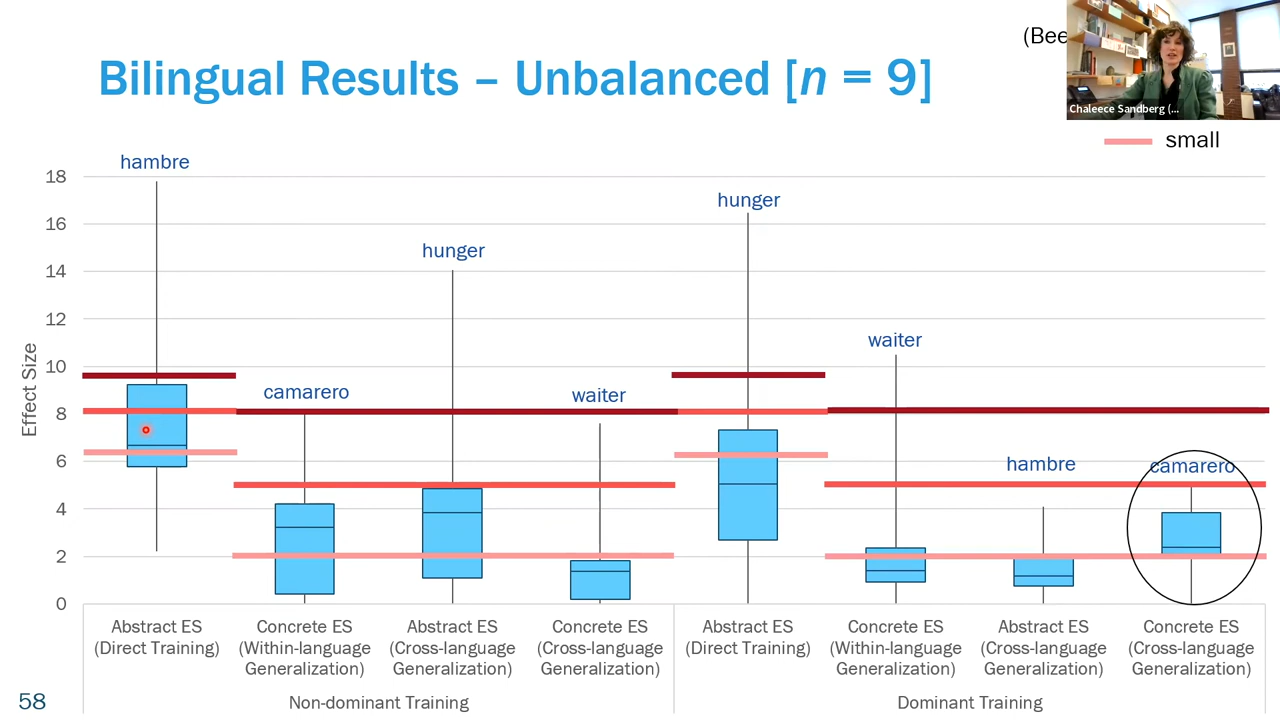 (Bee
Bilingual Results – Unbalanced [n = 9]
Chaleece Sandberg (...
small
hambre
18
hunger
16
hunger
14
12
waiter
10
camarero
waiter
8
hambre
camarero
6
4
2
0
Effect Size
Abstract ES
(Direct Training)
Concrete ES
(Within-language
Generalization)
Abstract ES
(Cross-language
Generalization)
Concrete ES
(Cross-language
Generalization)
Abstract ES
(Direct Training)
Concrete ES
(Within-language
Generalization)
Abstract ES
(Cross-language
Generalization)
Concrete ES
(Cross-language
Generalization)
Non-dominant Training
Dominant Training
58